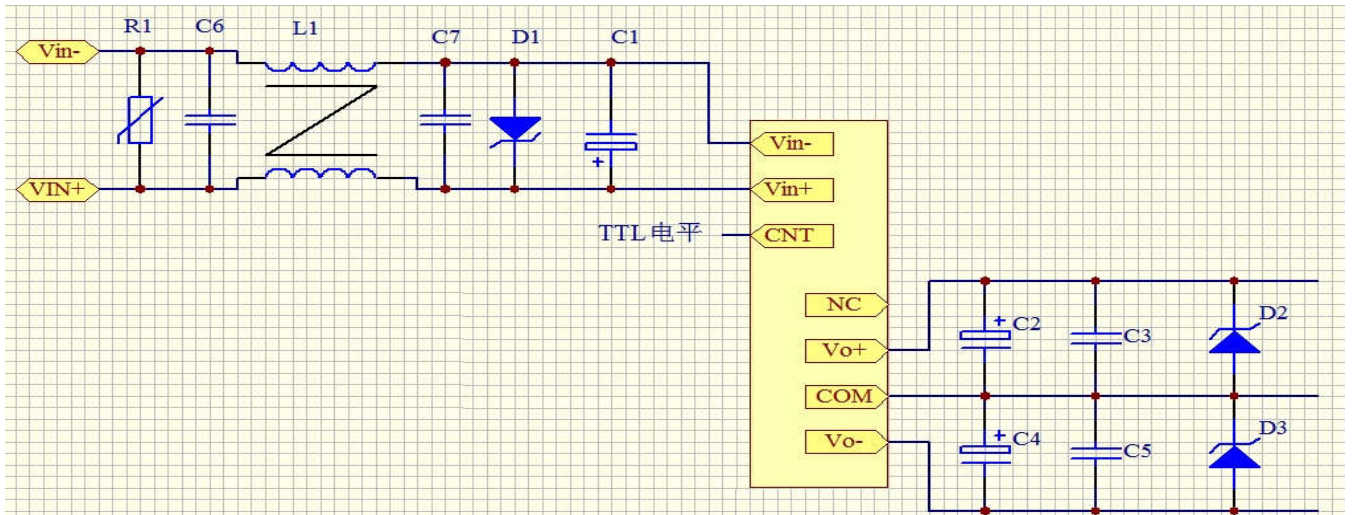 R1 C6 L1 C7 D1 C1
Vin-
VIN+
+
Vin-
Vin+
TTL电平 CNT
NC
Vo+
COM
Vo-
+ C2 C3 D2
+ C4 C5 D3